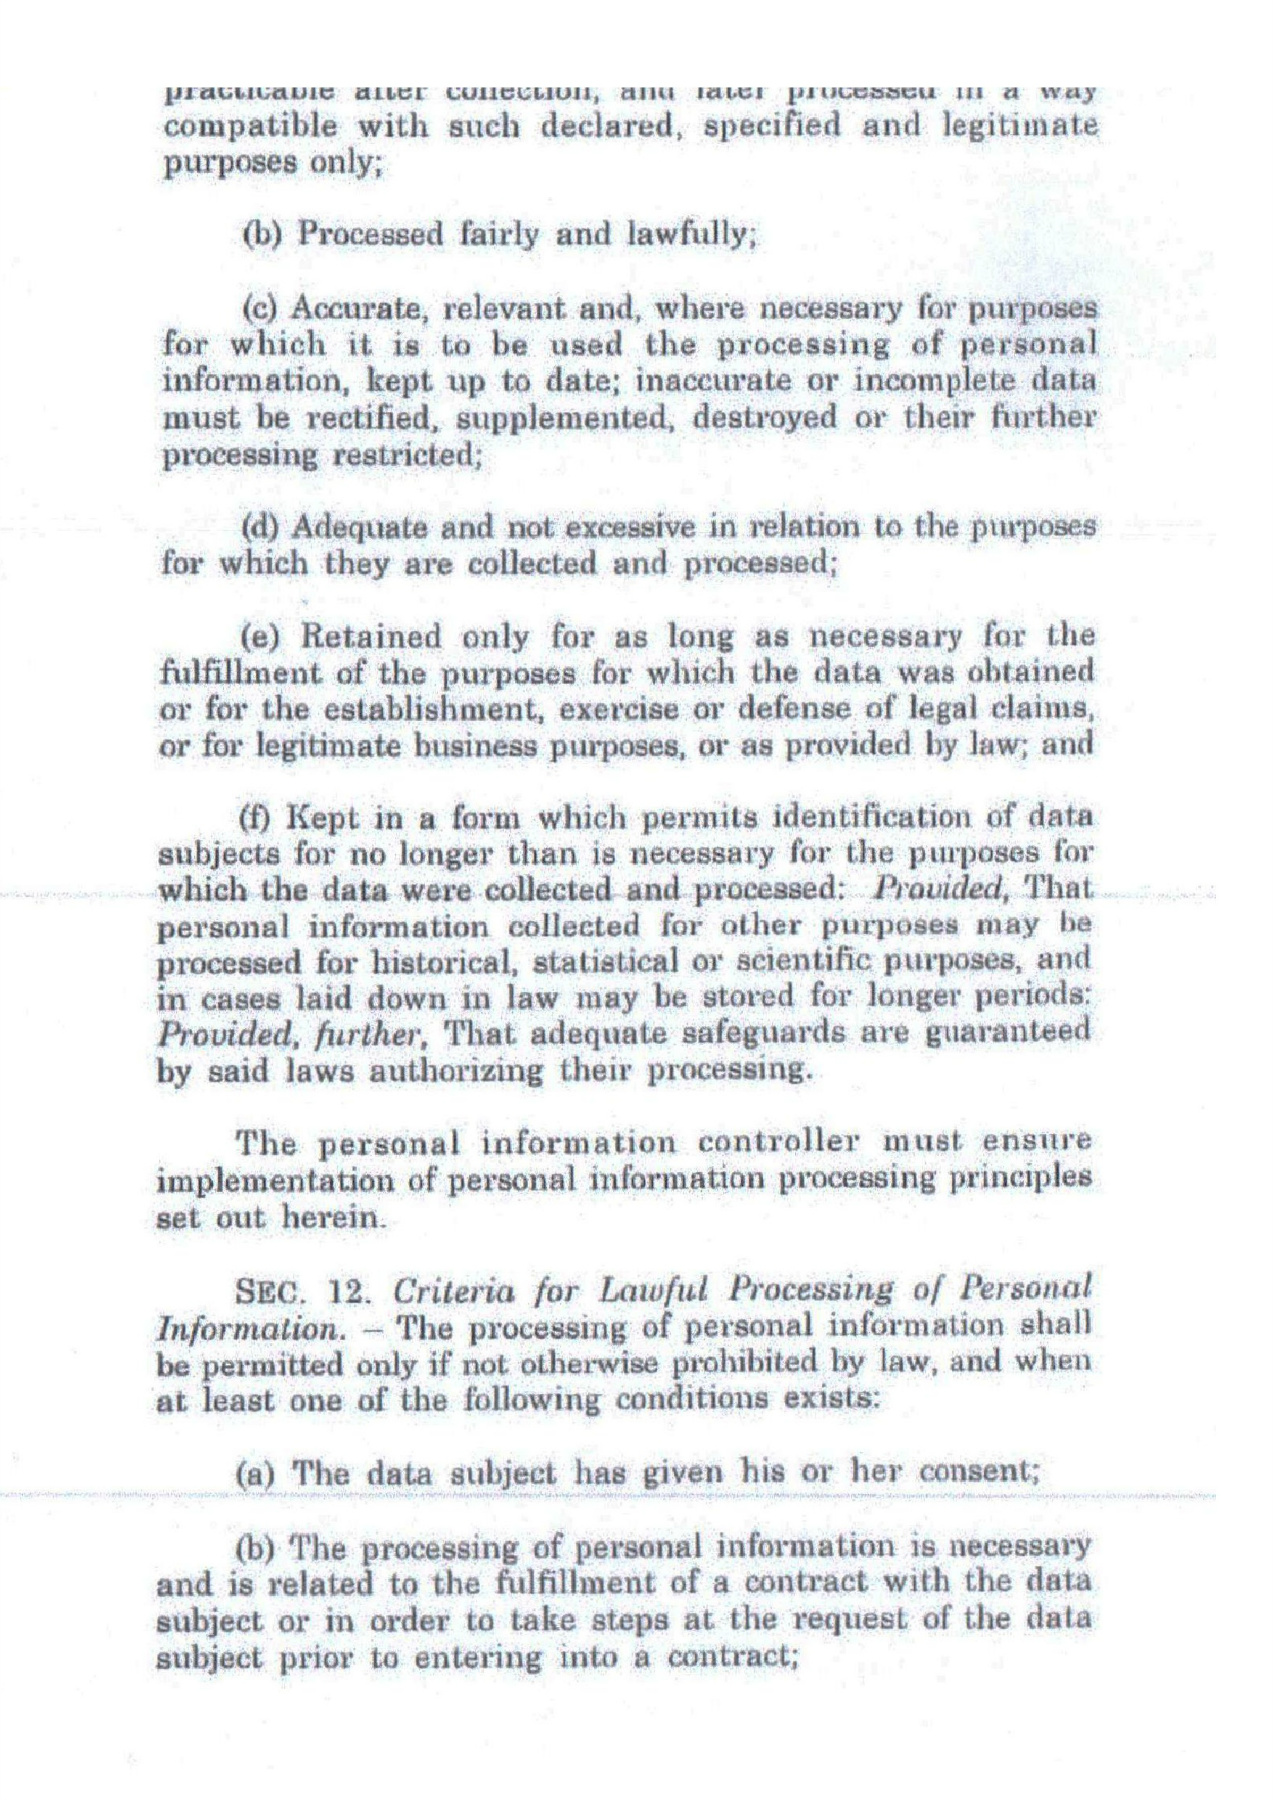 practicable after collection, and later processed in a way
compatible with such declared, specified and legitimate
purposes only;
(b) Processed fairly and lawfully;
(c) Accurate, relevant and, where necessary for purposes
for which it is to be used the processing of personal
information, kept up to date; inaccurate or incomplete data
must be rectified, supplemented, destroyed or their further
processing restricted;
(d) Adequate and not excessive in relation to the purposes
for which they are collected and processed;
(e) Retained only for as long as necessary for the
fulfillment of the purposes for which the data was obtained
or for the establishment, exercise or defense of legal claims,
or for legitimate business purposes, or as provided by law; and
(f) Kept in a form which permits identification of data
subjects for no longer than is necessary for the purposes for
which the data were collected and processed: Provided, That
personal information collected for other purposes may be
processed for historical, statistical or scientific purposes, and
in cases laid down in law may be stored for longer periods:
Provided, further, That adequate safeguards are guaranteed
by said laws authorizing their processing.
The personal information controller must ensure
implementation of personal information processing principles
set out herein.
SEC. 12. Criteria for Lawful Processing of Personal
Information. – The processing of personal information shall
be permitted only if not otherwise prohibited by law, and when
at least one of the following conditions exists:
(a) The data subject has given his or her consent;
(b) The processing of personal information is necessary
and is related to the fulfillment of a contract with the data
subject or in order to take steps at the request of the data
subject prior to entering into a contract;